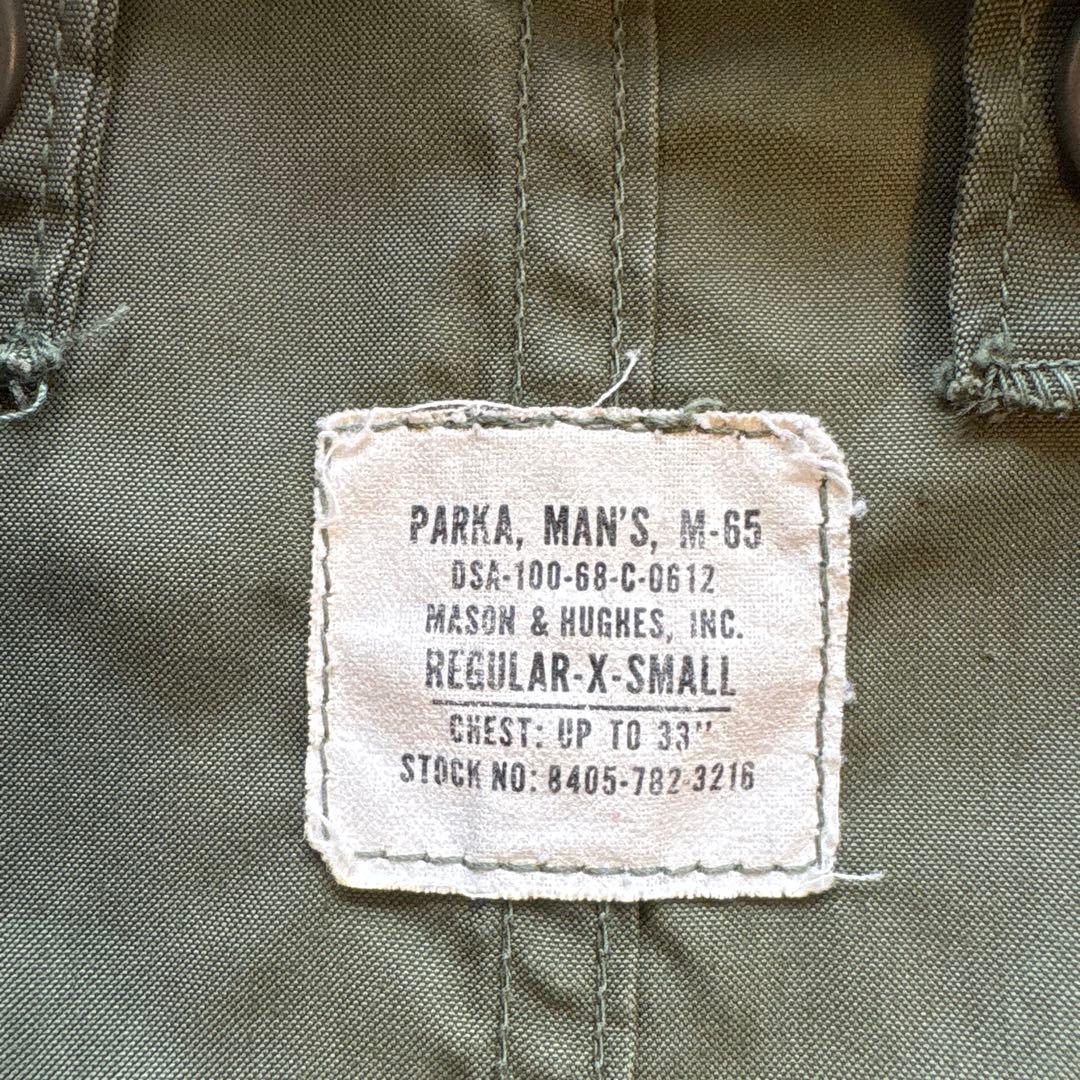 PARKA, MAN'S, M-65
DSA-100-68-C-0612
MASON & HUGHES, INC.
REGULAR-X-SMALL
CHEST: UP TO 33"
STOCK NO: 8405-782-3216